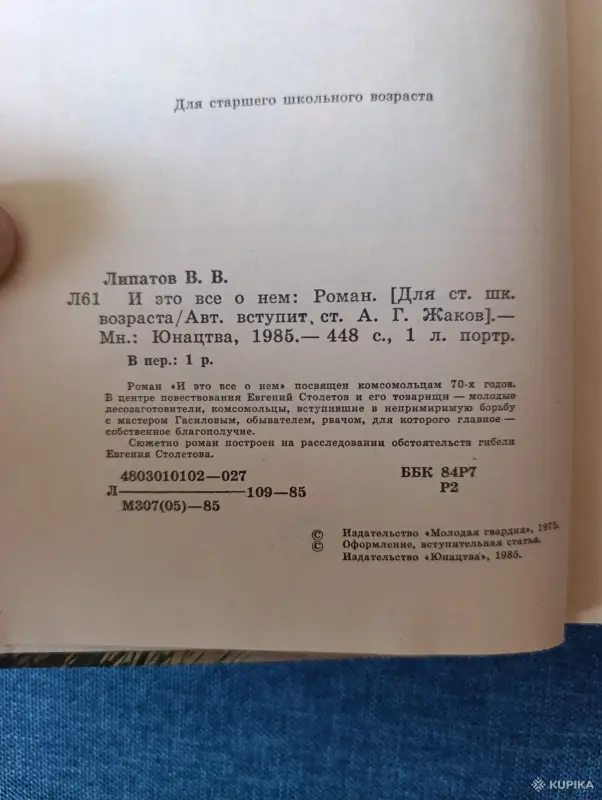 Для старшего школьного возраста
Липатов В. В.
Л61 И это все о нем: Роман. [Для ст. шк.
возраста/Авт. вступит. ст. А. Г. Жаков].—
Мн.: Юнацтва, 1985.— 448 с., 1 л. портр.
В пер.: 1 р.
Роман «И это все о нем» посвящен комсомольцам 70-х годов.
В центре повествования Евгений Столетов и его товарищи — молодые
лесозаготовители, комсомольцы, вступившие в непримиримую борьбу
с мастером Гасиловым, обывателем, рвачом, для которого главное —
собственное благополучие.
Сюжетно роман построен на расследовании обстоятельств гибели
Евгения Столетова.
4803010102—027
Л————109—85
М307(05)—85
ББК 84Р7
Р2
© Издательство «Молодая гвардия», 1975.
© Оформление, вступительная статья.
Издательство «Юнацтва», 1985.
KUPIKA